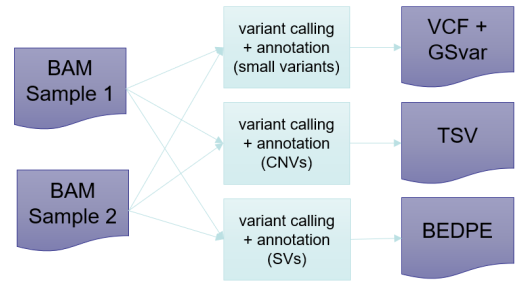 BAM
Sample 1
BAM
Sample 2
variant calling
+ annotation
(small variants)
variant calling
+ annotation
(CNVs)
variant calling
+ annotation
(SVs)
VCF +
GSvar
TSV
BEDPE